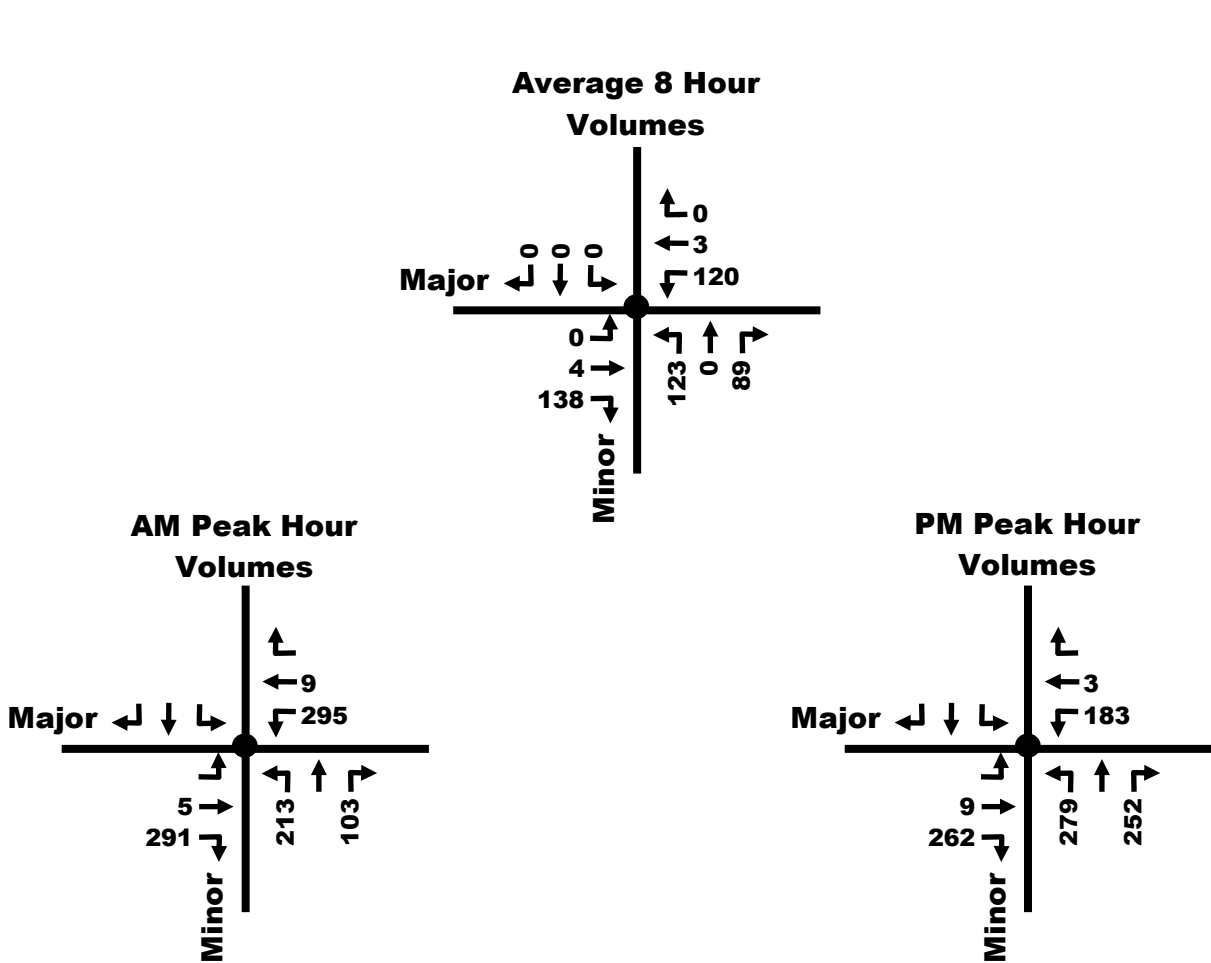 Average 8 Hour
Volumes
0
3
0 0 0
120
Major
0
4
138
123 0 89
Minor
AM Peak Hour
Volumes
9
295
Major
5
291
213 103
Minor
PM Peak Hour
Volumes
3
183
Major
9
262
279 252
Minor